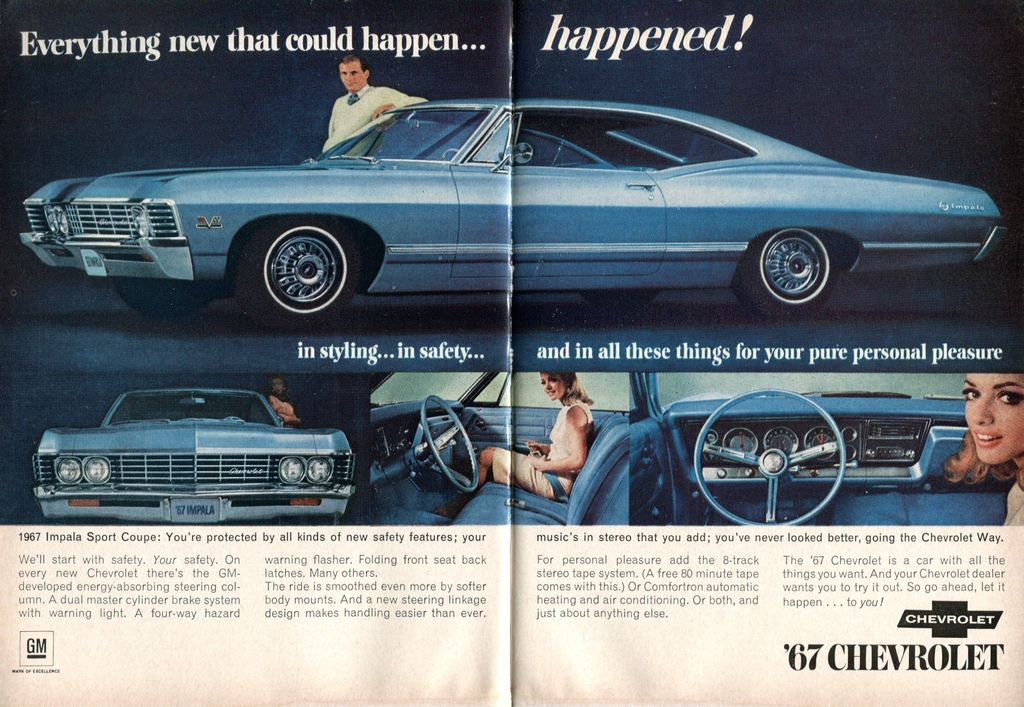 Everything new that could happen... happened!
by Impala
Chevrolet
in styling... in safety... and in all these things for your pure personal pleasure
Chevrolet
'67 IMPALA
1967 Impala Sport Coupe: You're protected by all kinds of new safety features; your music's in stereo that you add; you've never looked better, going the Chevrolet Way.
We'll start with safety. Your safety. On
every new Chevrolet there's the GM-
developed energy-absorbing steering col-
umn. A dual master cylinder brake system
with warning light. A four-way hazard
warning flasher. Folding front seat back
latches. Many others.
The ride is smoothed even more by softer
body mounts. And a new steering linkage
design makes handling easier than ever.
For personal pleasure add the 8-track
stereo tape system. (A free 80 minute tape
comes with this.) Or Comfortron automatic
heating and air conditioning. Or both, and
just about anything else.
The '67 Chevrolet is a car with all the
things you want. And your Chevrolet dealer
wants you to try it out. So go ahead, let it
happen . . . to you!
CHEVROLET
'67 CHEVROLET
GM
MARK OF EXCELLENCE